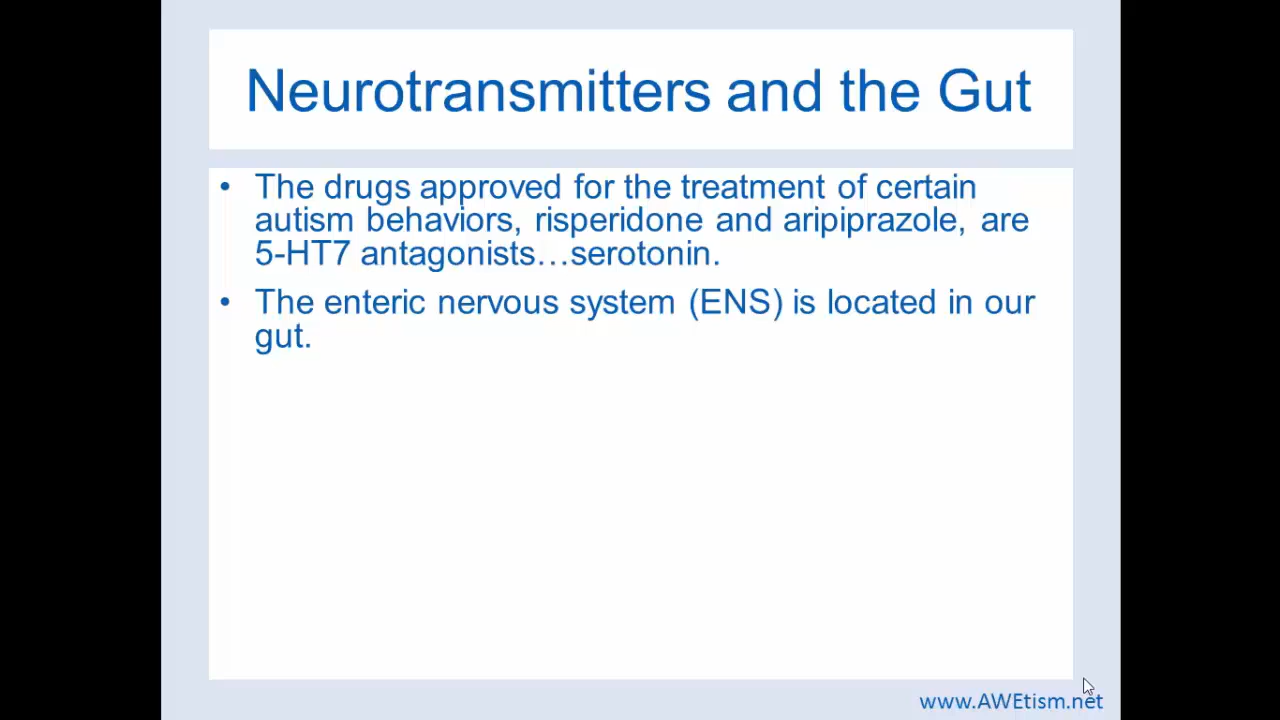 Neurotransmitters and the Gut
• The drugs approved for the treatment of certain
autism behaviors, risperidone and aripiprazole, are
5-HT7 antagonists…serotonin.
• The enteric nervous system (ENS) is located in our
gut.
www.AWEtism.net